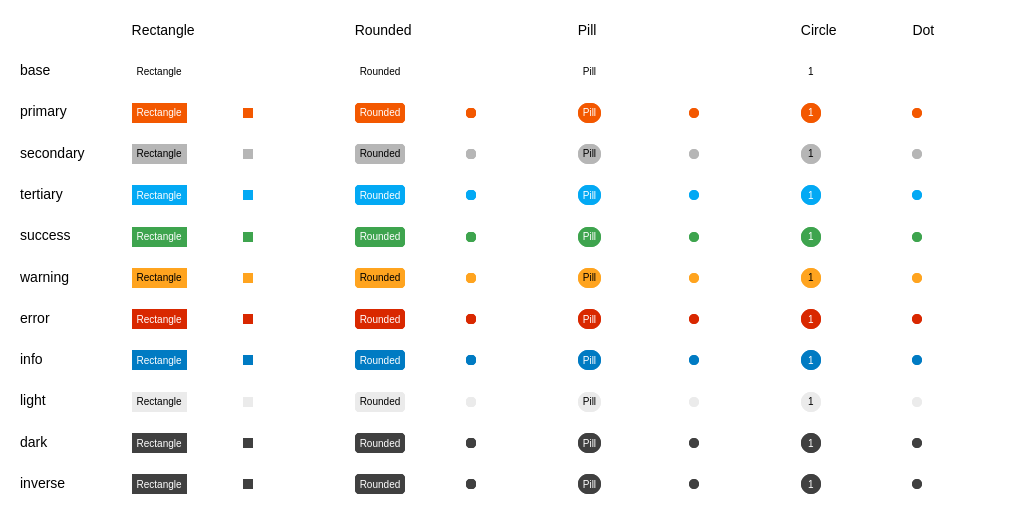 Rectangle Rounded Pill Circle Dot
base Rectangle Rounded Pill 1
primary Rectangle Rounded Pill 1
secondary Rectangle Rounded Pill 1
tertiary Rectangle Rounded Pill 1
success Rectangle Rounded Pill 1
warning Rectangle Rounded Pill 1
error Rectangle Rounded Pill 1
info Rectangle Rounded Pill 1
light Rectangle Rounded Pill 1
dark Rectangle Rounded Pill 1
inverse Rectangle Rounded Pill 1